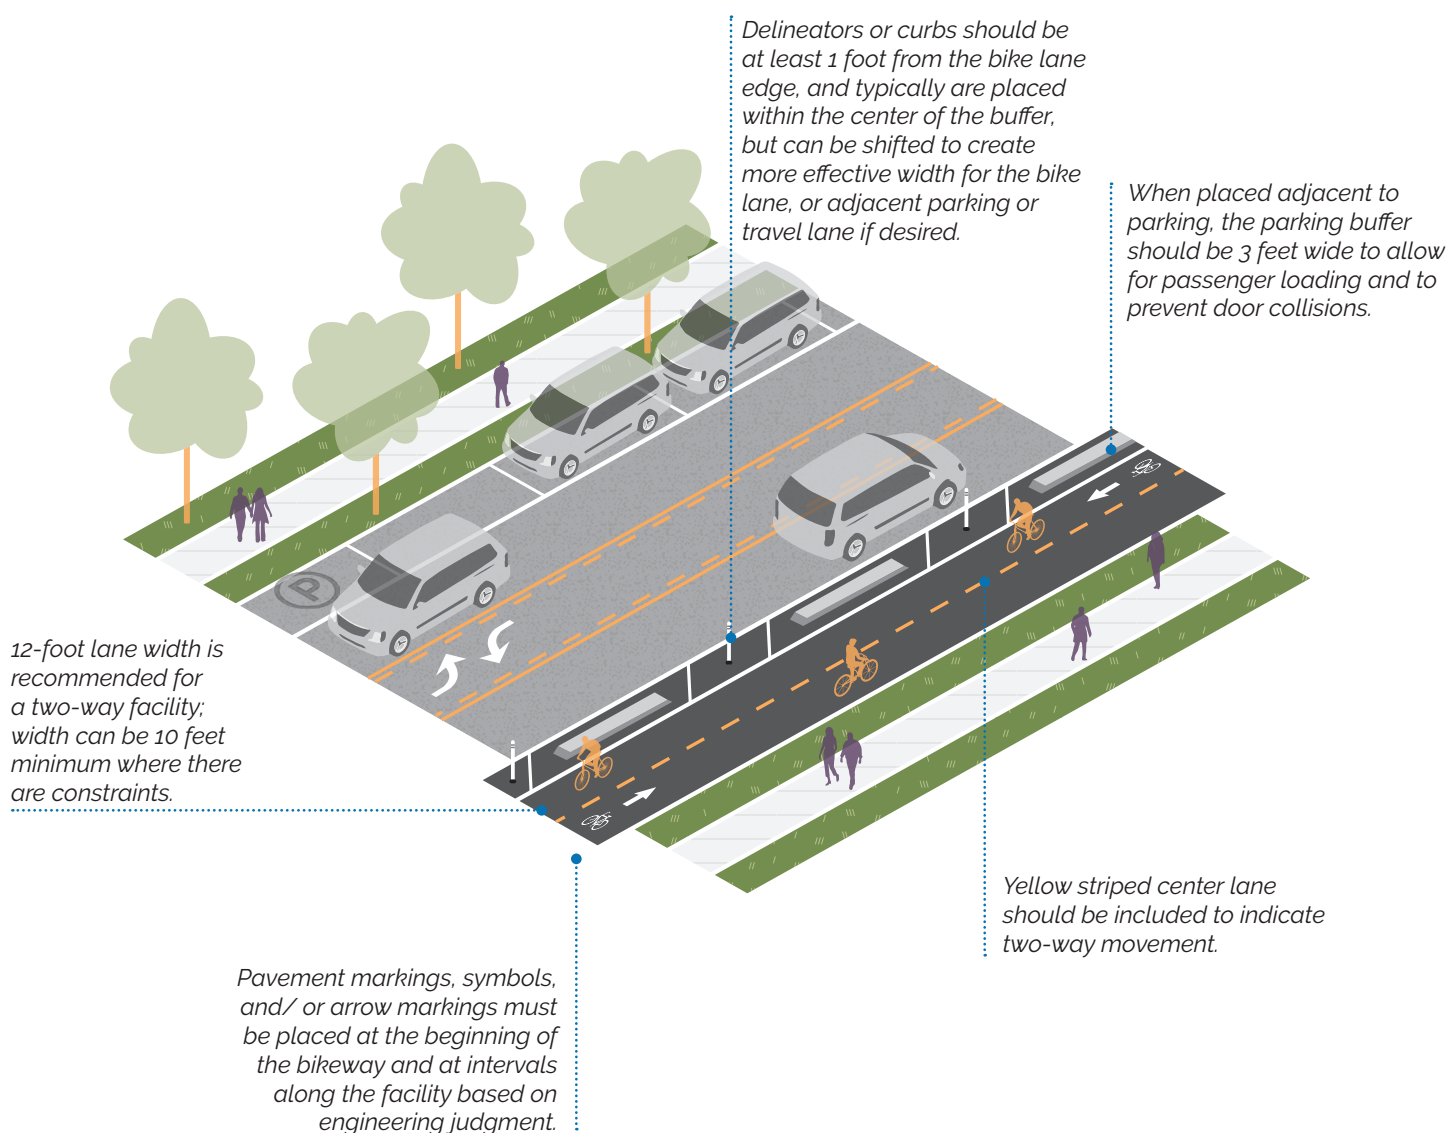 Delineators or curbs should be
at least 1 foot from the bike lane
edge, and typically are placed
within the center of the buffer,
but can be shifted to create
more effective width for the bike
lane, or adjacent parking or
travel lane if desired.
When placed adjacent to
parking, the parking buffer
should be 3 feet wide to allow
for passenger loading and to
prevent door collisions.
P
12-foot lane width is
recommended for
a two-way facility;
width can be 10 feet
minimum where there
are constraints.
Yellow striped center lane
should be included to indicate
two-way movement.
Pavement markings, symbols,
and/ or arrow markings must
be placed at the beginning of
the bikeway and at intervals
along the facility based on
engineering judgment.